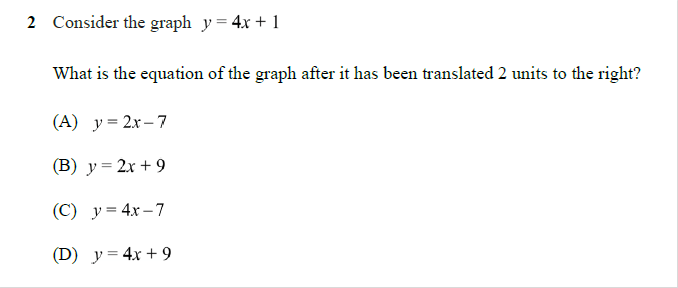 2 Consider the graph y = 4x + 1
What is the equation of the graph after it has been translated 2 units to the right?
(A) y = 2x – 7
(B) y = 2x + 9
(C) y = 4x – 7
(D) y = 4x + 9